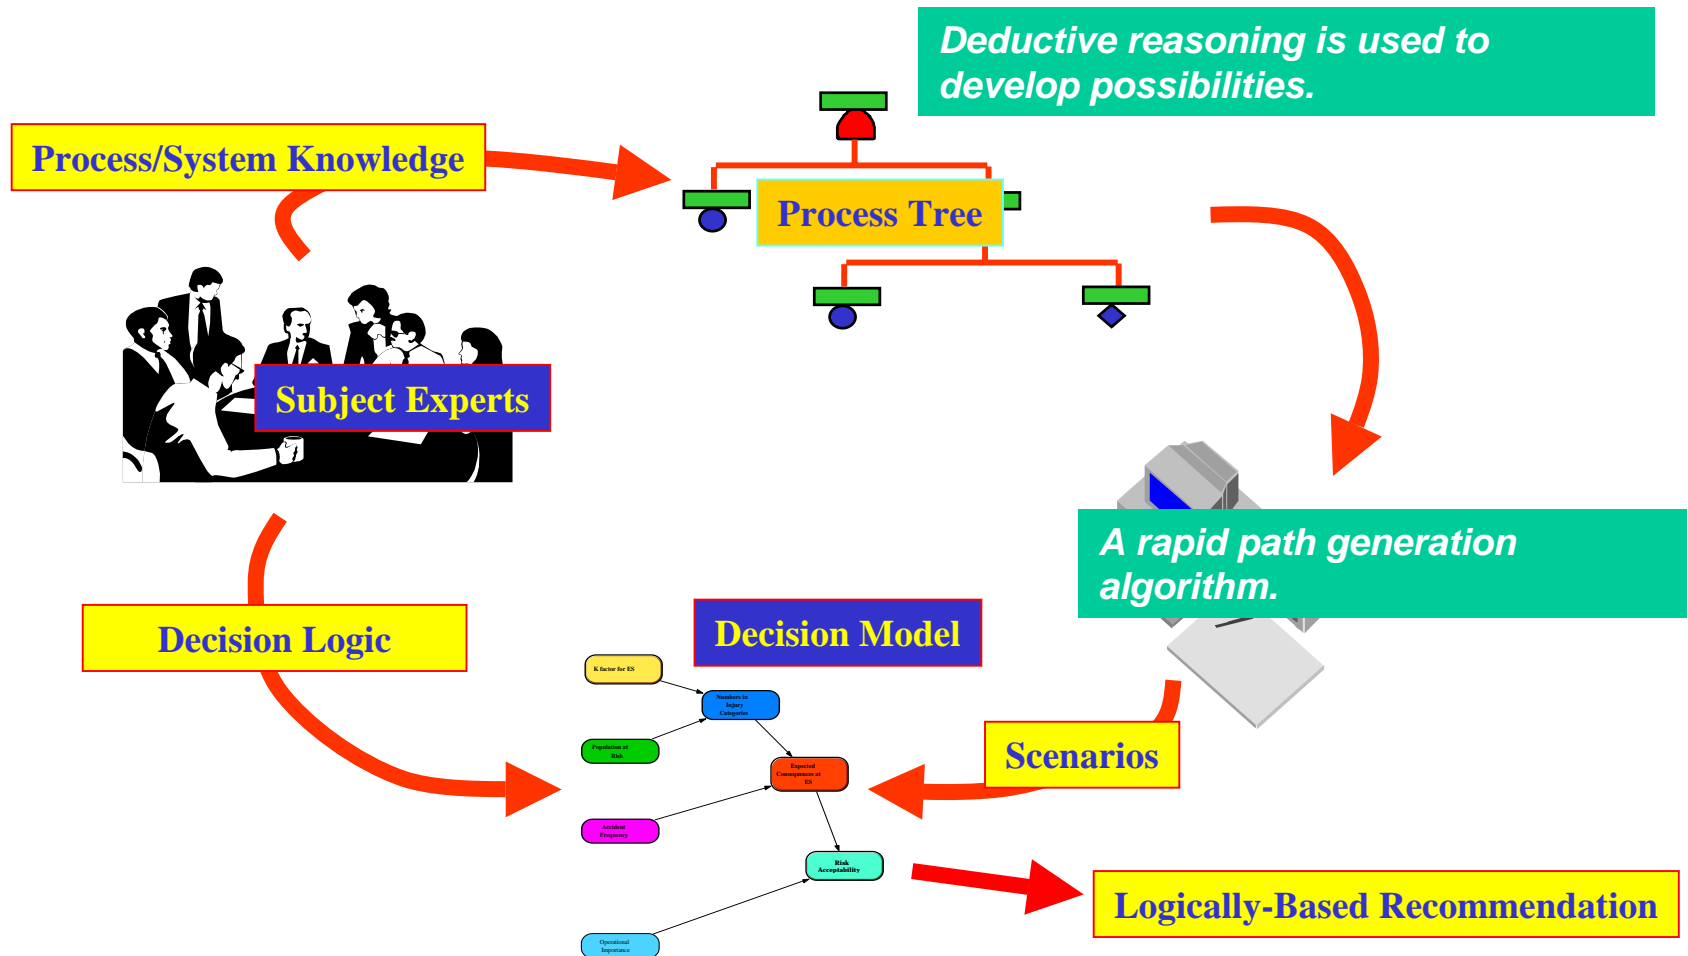 Deductive reasoning is used to
develop possibilities.
Process/System Knowledge
Process Tree
Subject Experts
A rapid path generation
algorithm.
Decision Logic
Decision Model
K factor for ES
Numbers in
Injury
Categories
Population at
Risk
Expected
Consequences at
ES
Scenarios
Accident
Frequency
Risk
Acceptability
Logically-Based Recommendation
Operational
Importance